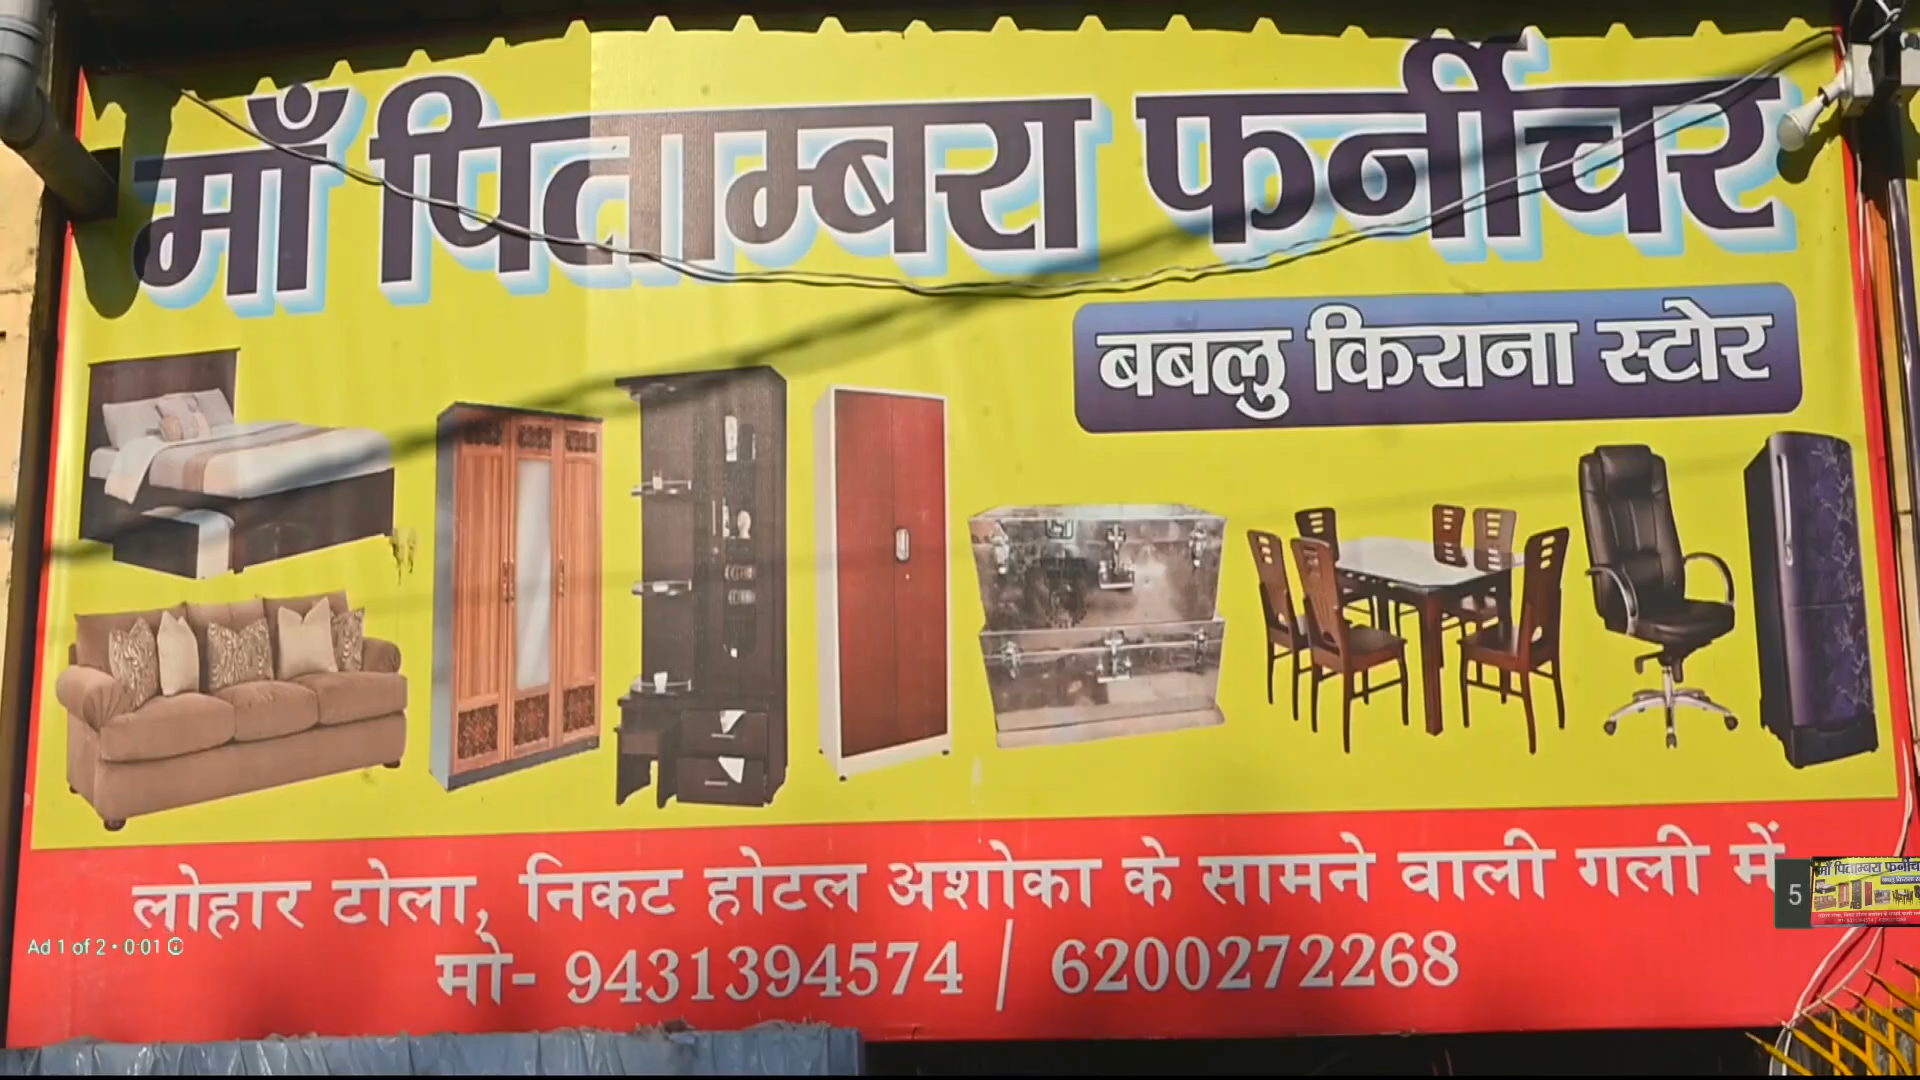 माँ पिताम्बरा फर्नीचर
बबलु किराना स्टोर
लोहार टोला, निकट होटल अशोका के सामने वाली गली में
मो- 9431394574 / 6200272268
Ad 1 of 2 • 0:01
5